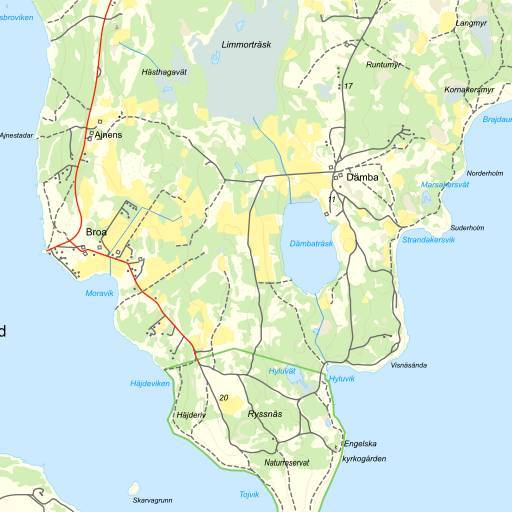 sbroviken
Langmyr
Limmorträsk
Hästhagavät
Runtumyr
17
Kornakersmyr
Ajnestadar
Ajnens
Brajdaur
Norderholm
Dämba
Marsakersvät
11
Suderholm
Broa
Dämbaträsk
Strandakersvik
Moravik
d
Visnäsända
Hyluvät
Hyluvik
Häjdeviken
20
Häjderiv
Ryssnäs
Engelska
kyrkogården
Naturreservat
Tojvik
Skarvagrunn